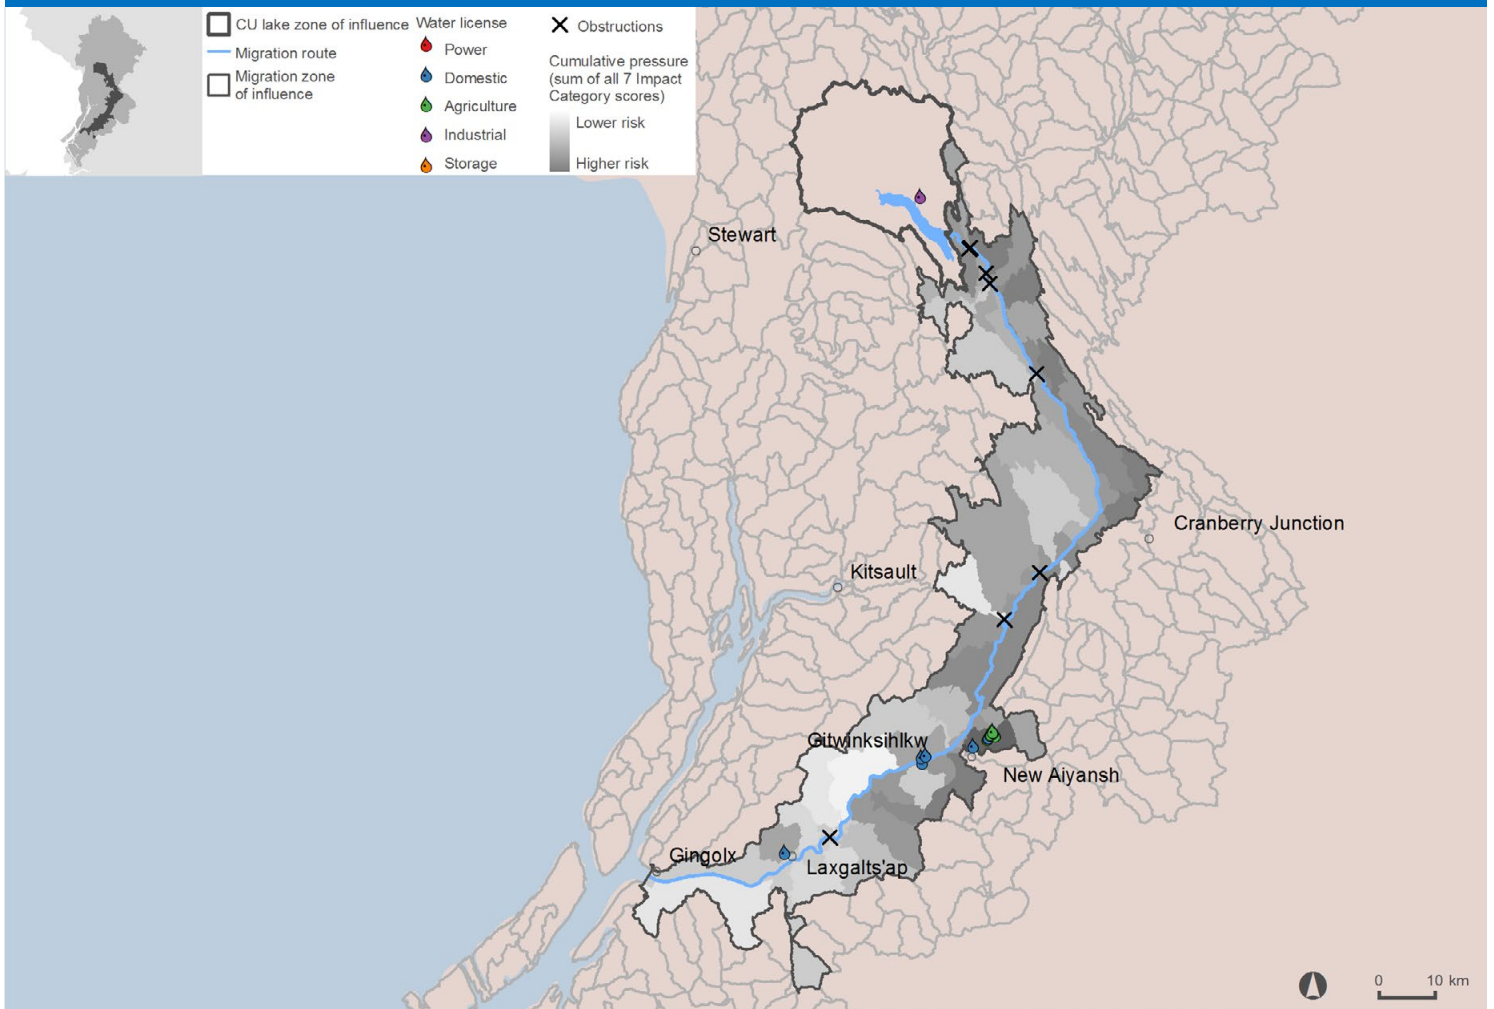 CU lake zone of influence
Migration route
Migration zone
of influence
Water license
Power
Domestic
Agriculture
Industrial
Storage
Obstructions
Cumulative pressure
(sum of all 7 Impact
Category scores)
Lower risk
Higher risk
Stewart
Cranberry Junction
Kitsault
Gitwinksihlkw
New Aiyansh
Gingolx
Laxgalts'ap
0 10 km